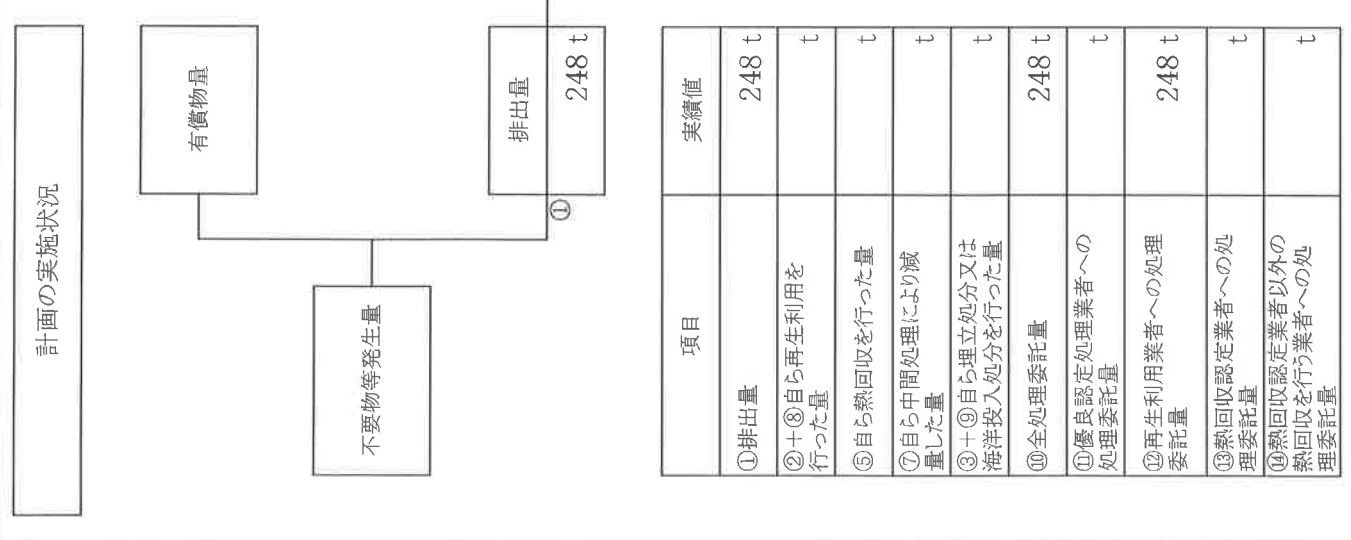 計画の実施状況
有償物量
不要物等発生量
①
排出量
248 t
項目
実績値
①排出量
248 t
②＋⑧自ら再生利用を
行った量
t
⑤自ら熱回収を行った量
t
⑦自ら中間処理により減
量した量
t
③＋⑨自ら埋立処分又は
海洋投入処分を行った量
t
⑩全処理委託量
248 t
⑪優良認定処理業者への
処理委託量
t
⑫再生利用業者への処理
委託量
248 t
⑬熱回収認定業者への処
理委託量
t
⑭熱回収認定業者以外の
熱回収を行う業者への処
理委託量
t